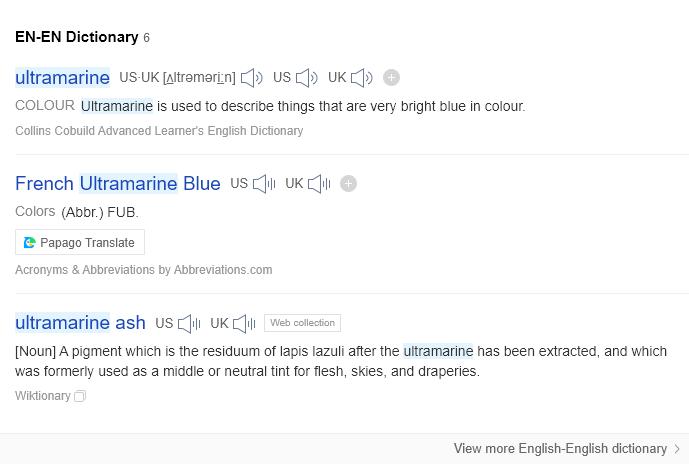 EN-EN Dictionary 6
ultramarine US·UK [ʌltrəməri:n] US UK
COLOUR Ultramarine is used to describe things that are very bright blue in colour.
Collins Cobuild Advanced Learner's English Dictionary
French Ultramarine Blue US UK
Colors (Abbr.) FUB.
Papago Translate
Acronyms & Abbreviations by Abbreviations.com
ultramarine ash US UK Web collection
[Noun] A pigment which is the residuum of lapis lazuli after the ultramarine has been extracted, and which
was formerly used as a middle or neutral tint for flesh, skies, and draperies.
Wiktionary
View more English-English dictionary